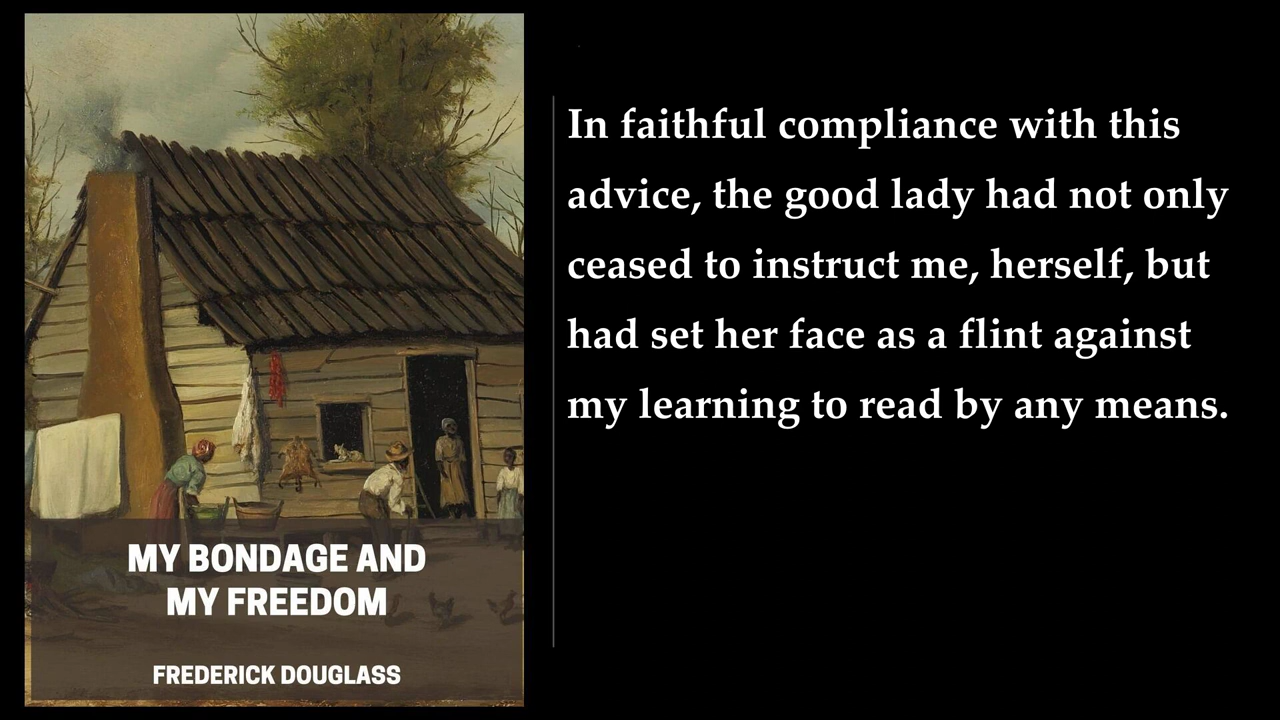 MY BONDAGE AND
MY FREEDOM
FREDERICK DOUGLASS
In faithful compliance with this
advice, the good lady had not only
ceased to instruct me, herself, but
had set her face as a flint against
my learning to read by any means.